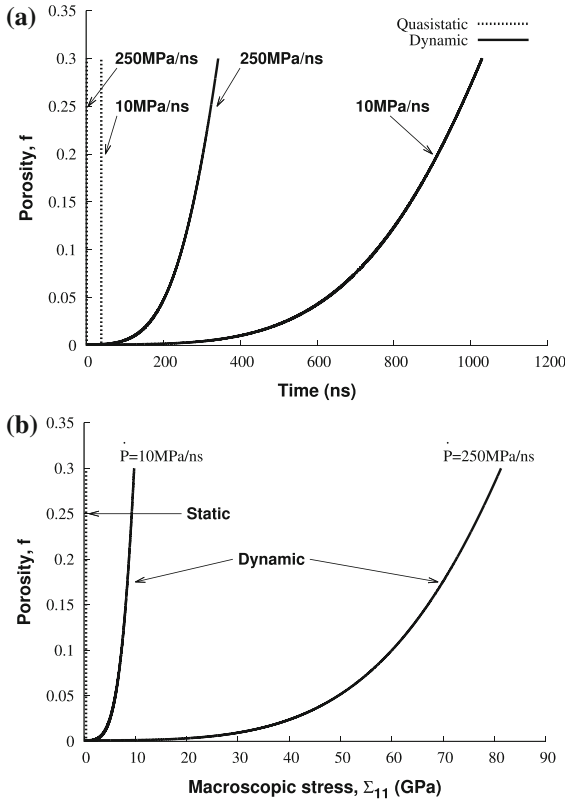 (a)
Quasistatic
Dynamic
0.35
0.3
0.25
0.2
0.15
0.1
0.05
0
250MPa/ns
250MPa/ns
10MPa/ns
10MPa/ns
Porosity, f
0 200 400 600 800 1000 1200
Time (ns)
(b)
0.35
0.3
0.25
0.2
0.15
0.1
0.05
0
Ṗ=10MPa/ns
Ṗ=250MPa/ns
Static
Dynamic
Porosity, f
0 10 20 30 40 50 60 70 80 90
Macroscopic stress, Σ₁₁ (GPa)